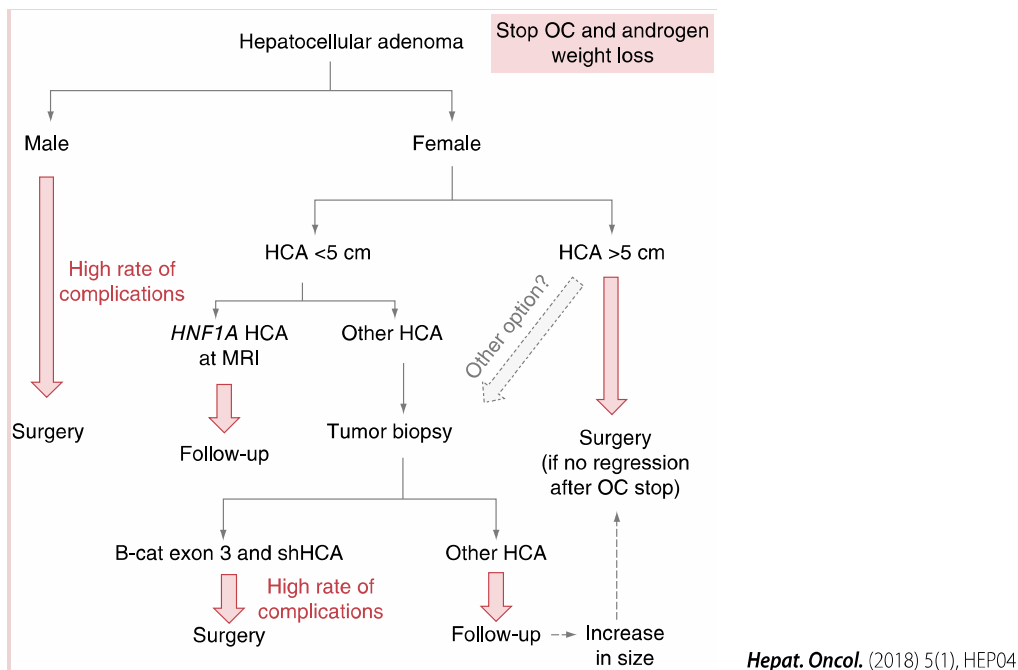 Stop OC and androgen
weight loss
Hepatocellular adenoma
Male
Female
HCA <5 cm
HCA >5 cm
High rate of
complications
Other option?
HNF1A HCA
at MRI
Other HCA
Surgery
Follow-up
Tumor biopsy
Surgery
(if no regression
after OC stop)
B-cat exon 3 and shHCA
Other HCA
High rate of
complications
Surgery
Follow-up
Increase
in size
Hepat. Oncol. (2018) 5(1), HEP04